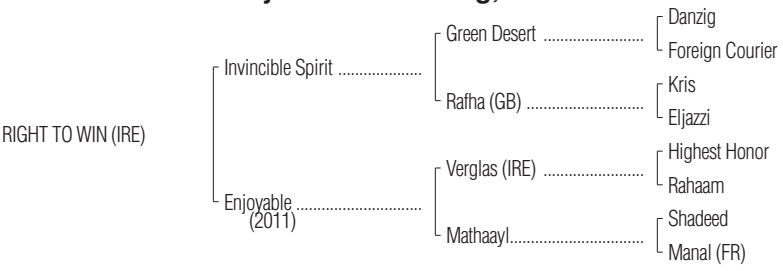 Danzig
Green Desert ........................
Foreign Courier
Invincible Spirit ....................
Kris
Rafha (GB) ............................
Eljazzi
RIGHT TO WIN (IRE)
Highest Honor
Verglas (IRE) ........................
Rahaam
Enjoyable ..............................
(2011)
Shadeed
Mathaayl................................
Manal (FR)